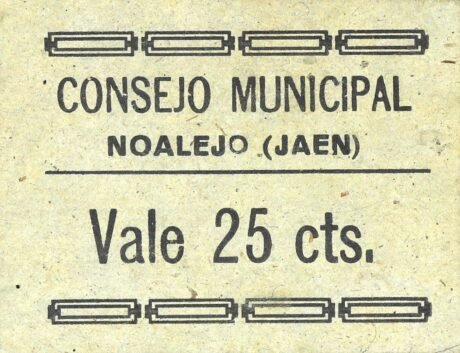 CONSEJO MUNICIPAL
NOALEJO (JAEN)
Vale 25 cts.